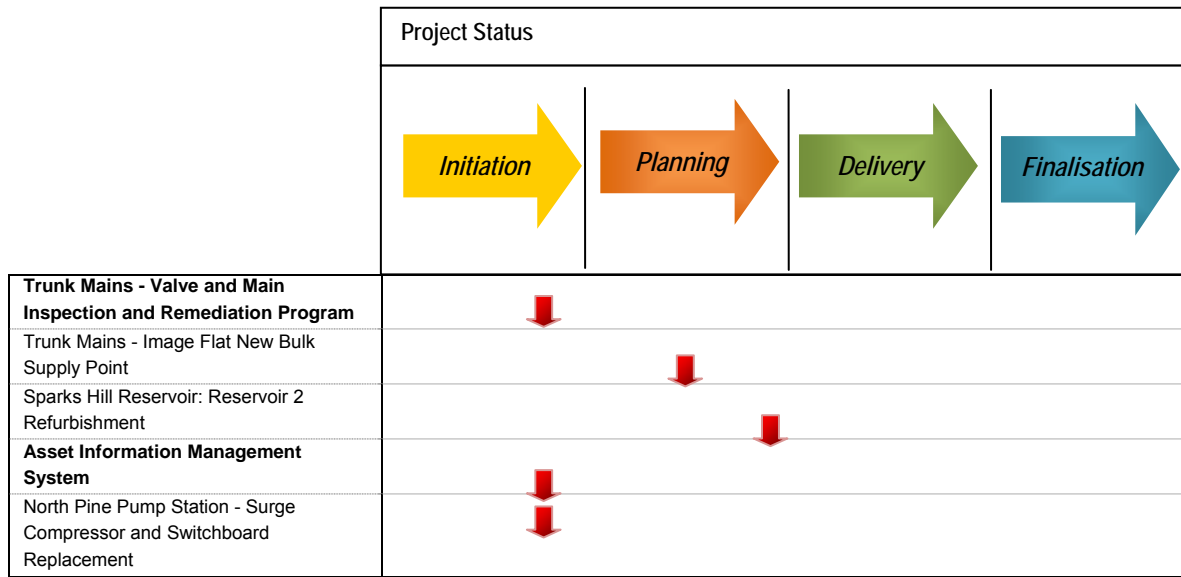 Project Status
Initiation
Planning
Delivery
Finalisation
Trunk Mains - Valve and Main
Inspection and Remediation Program
Trunk Mains - Image Flat New Bulk
Supply Point
Sparks Hill Reservoir: Reservoir 2
Refurbishment
Asset Information Management
System
North Pine Pump Station - Surge
Compressor and Switchboard
Replacement